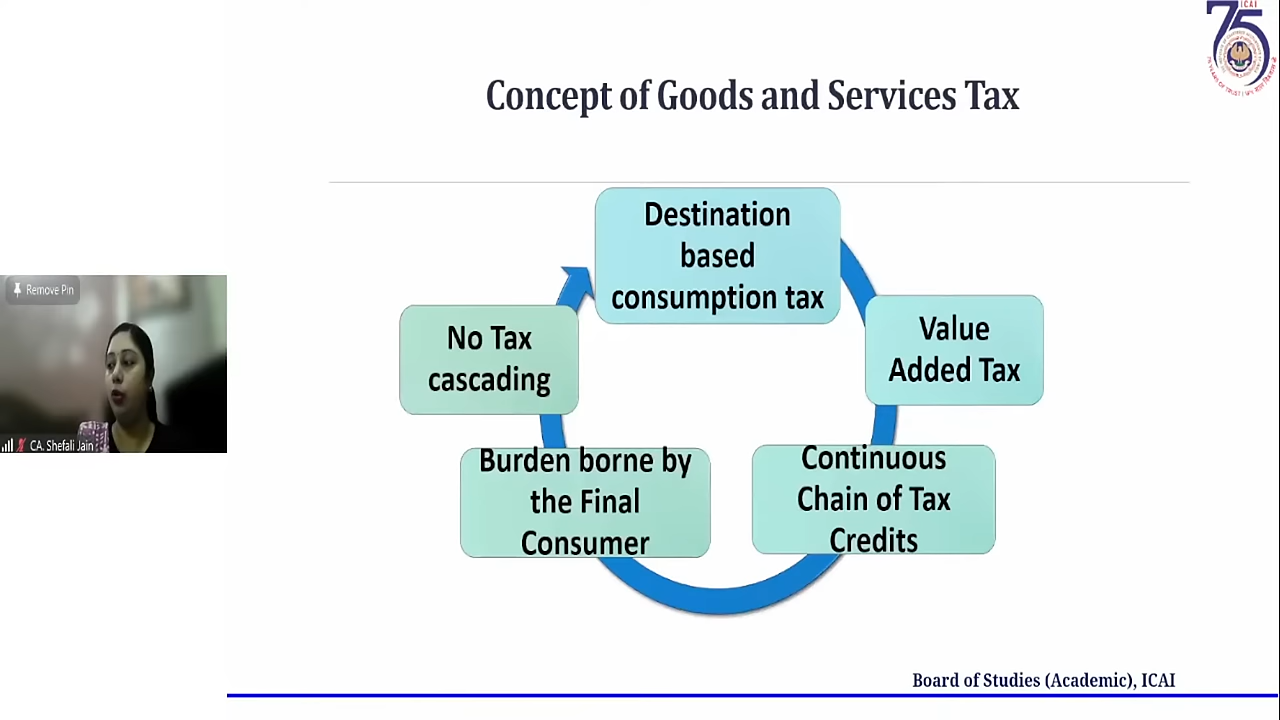 ICAI
75
Concept of Goods and Services Tax
Destination
based
consumption tax
Value
Added Tax
Continuous
Chain of Tax
Credits
Burden borne by
the Final
Consumer
No Tax
cascading
Remove Pin
CA. Shefali Jain
Board of Studies (Academic), ICAI